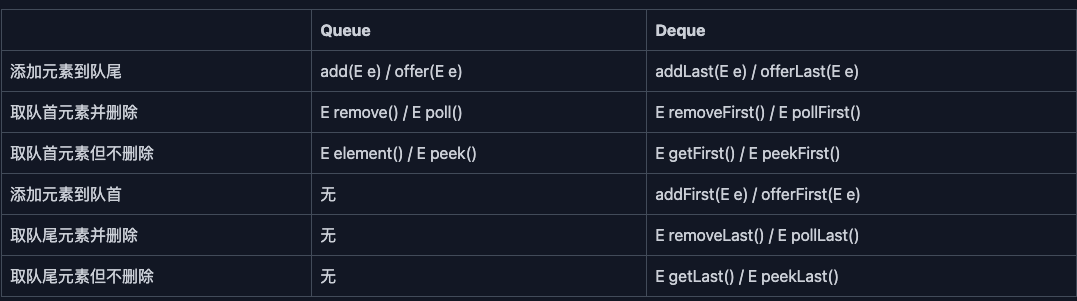 Queue Deque
添加元素到队尾 add(E e) / offer(E e) addLast(E e) / offerLast(E e)
取队首元素并删除 E remove() / E poll() E removeFirst() / E pollFirst()
取队首元素但不删除 E element() / E peek() E getFirst() / E peekFirst()
添加元素到队首 无 addFirst(E e) / offerFirst(E e)
取队尾元素并删除 无 E removeLast() / E pollLast()
取队尾元素但不删除 无 E getLast() / E peekLast()